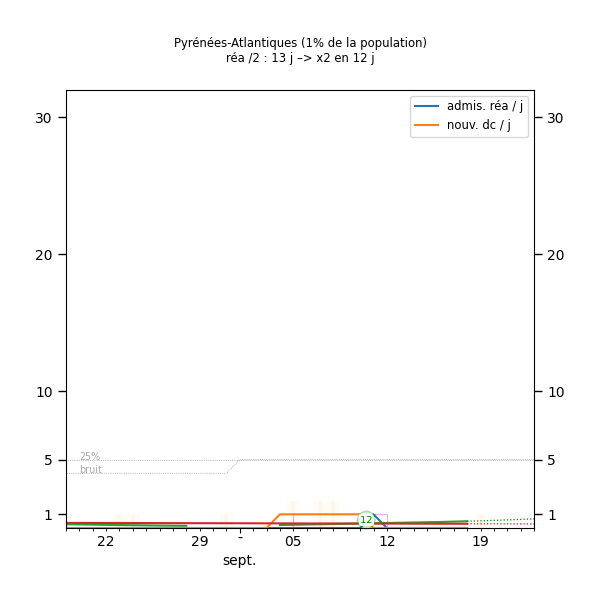 Pyrénées-Atlantiques (1% de la population)
réa /2 : 13 j –> x2 en 12 j
admis. réa / j
nouv. dc / j
30 30
20 20
10 10
5 5
25%
bruit
1 1
12
22 29 - 05 12 19
sept.